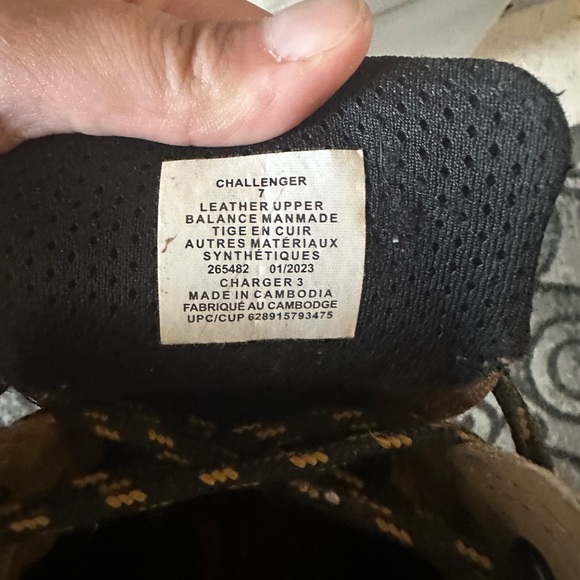 CHALLENGER
7
LEATHER UPPER
BALANCE MANMADE
TIGE EN CUIR
AUTRES MATÉRIAUX
SYNTHÉTIQUES
265482 01/2023
CHARGER 3
MADE IN CAMBODIA
FABRIQUÉ AU CAMBODGE
UPC/CUP 628915793475